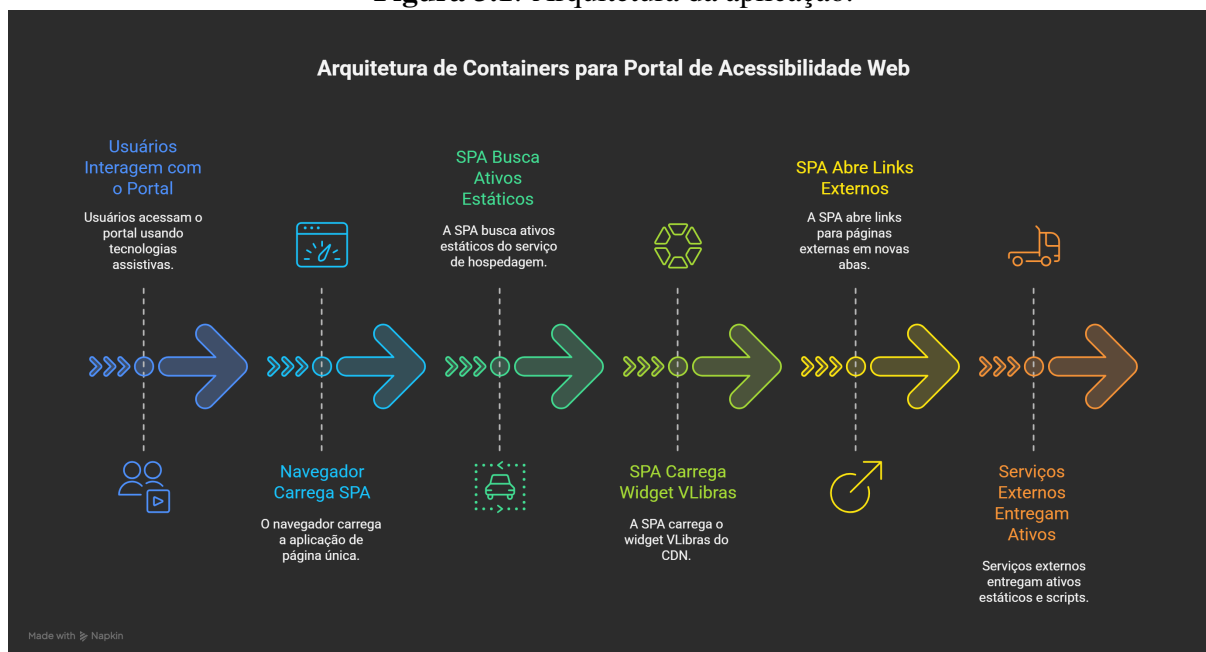 Figura 3.1: Arquitetura da aplicação.
Arquitetura de Containers para Portal de Acessibilidade Web
Usuários
Interagem com
o Portal
Usuários acessam o
portal usando
tecnologias
assistivas.
Navegador
Carrega SPA
O navegador carrega
a aplicação de
página única.
SPA Busca
Ativos
Estáticos
A SPA busca ativos
estáticos do serviço
de hospedagem.
SPA Carrega
Widget VLibras
A SPA carrega o
widget VLibras do
CDN.
SPA Abre Links
Externos
A SPA abre links
para páginas
externas em novas
abas.
Serviços
Externos
Entregam
Ativos
Serviços externos
entregam ativos
estáticos e scripts.
Made with Napkin